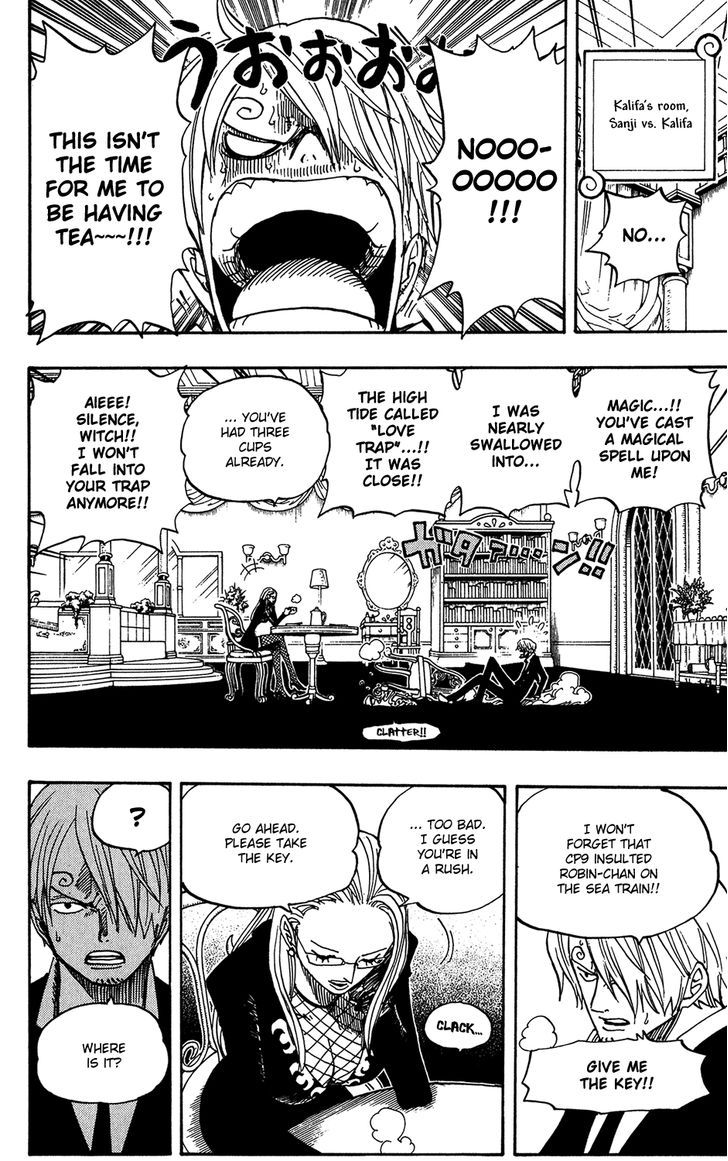 Kalifa's room,
Sanji vs. Kalifa
NO...
NOOO-
OOOOO
!!!
うおおおお
THIS ISN'T
THE TIME
FOR ME TO
BE HAVING
TEA~~~!!!
MAGIC...!!
YOU'VE CAST
A MAGICAL
SPELL UPON
ME!
I WAS
NEARLY
SWALLOWED
INTO...
THE HIGH
TIDE CALLED
"LOVE
TRAP"...!!
IT WAS
CLOSE!!
... YOU'VE
HAD THREE
CUPS
ALREADY.
AIEEE!
SILENCE,
WITCH!!
I WON'T
FALL INTO
YOUR TRAP
ANYMORE!!
CLATTER!!
I WON'T
FORGET THAT
CP9 INSULTED
ROBIN-CHAN ON
THE SEA TRAIN!!
GIVE ME
THE KEY!!
... TOO BAD.
I GUESS
YOU'RE IN
A RUSH.
GO AHEAD.
PLEASE TAKE
THE KEY.
CLACK...
?
WHERE
IS IT?